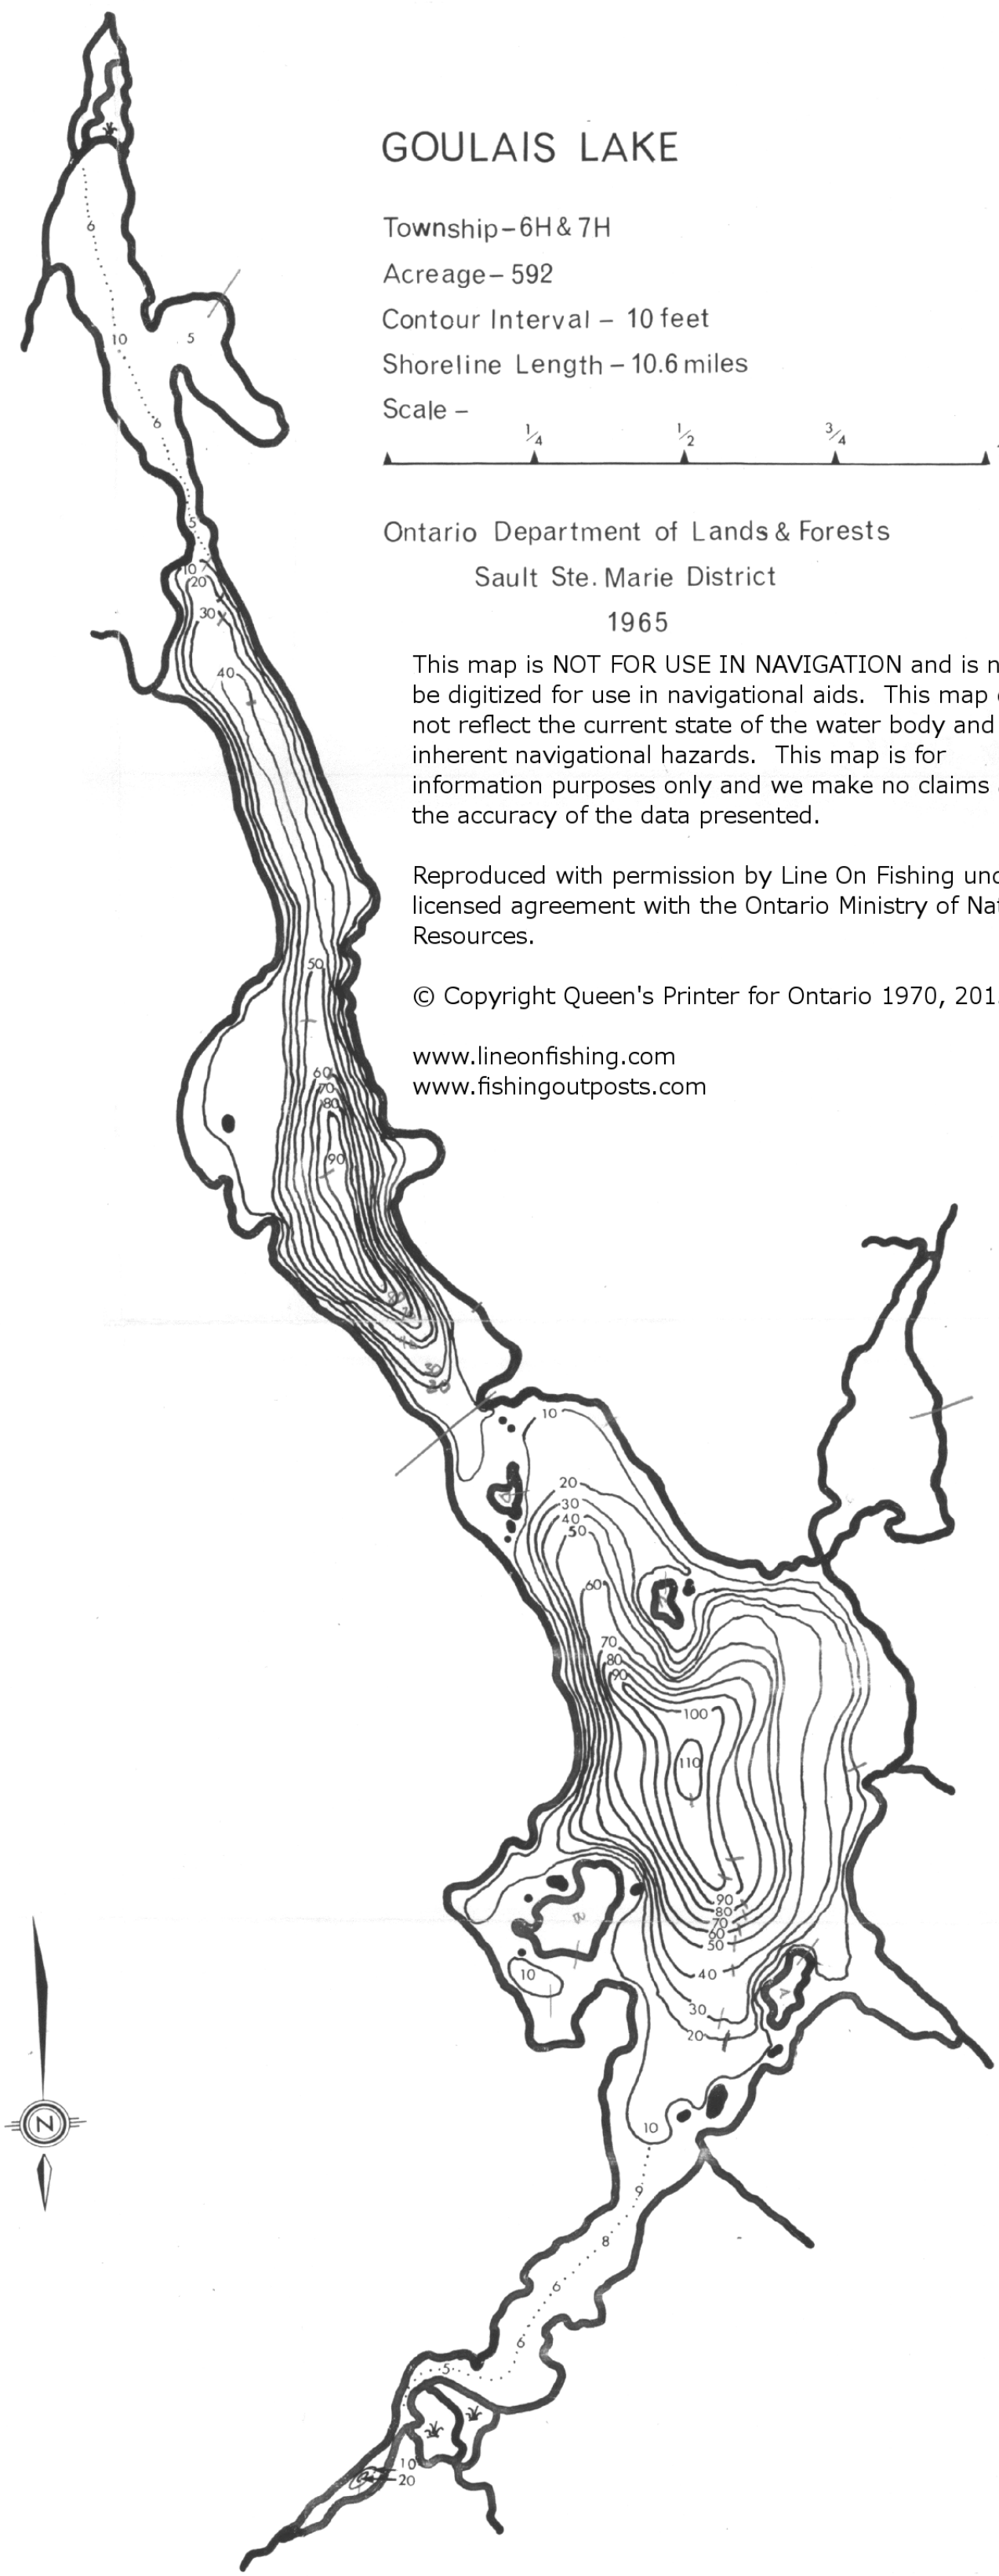 GOULAIS LAKE
Township-6H & 7H
Acreage- 592
Contour Interval - 10 feet
Shoreline Length - 10.6 miles
Scale -
1/4 1/2 3/4
Ontario Department of Lands & Forests
Sault Ste. Marie District
1965
This map is NOT FOR USE IN NAVIGATION and is n
be digitized for use in navigational aids. This map
not reflect the current state of the water body and
inherent navigational hazards. This map is for
information purposes only and we make no claims
the accuracy of the data presented.
Reproduced with permission by Line On Fishing und
licensed agreement with the Ontario Ministry of Nat
Resources.
© Copyright Queen's Printer for Ontario 1970, 201
www.lineonfishing.com
www.fishingoutposts.com
6
10
5
6
5
10
20
30
40
50
60
70
80
90
30
20
10
20
30
40
50
60
70
80
90
100
110
90
80
70
60
50
40
30
20
B
A
10
10
9
8
6
6
5
10
20
N